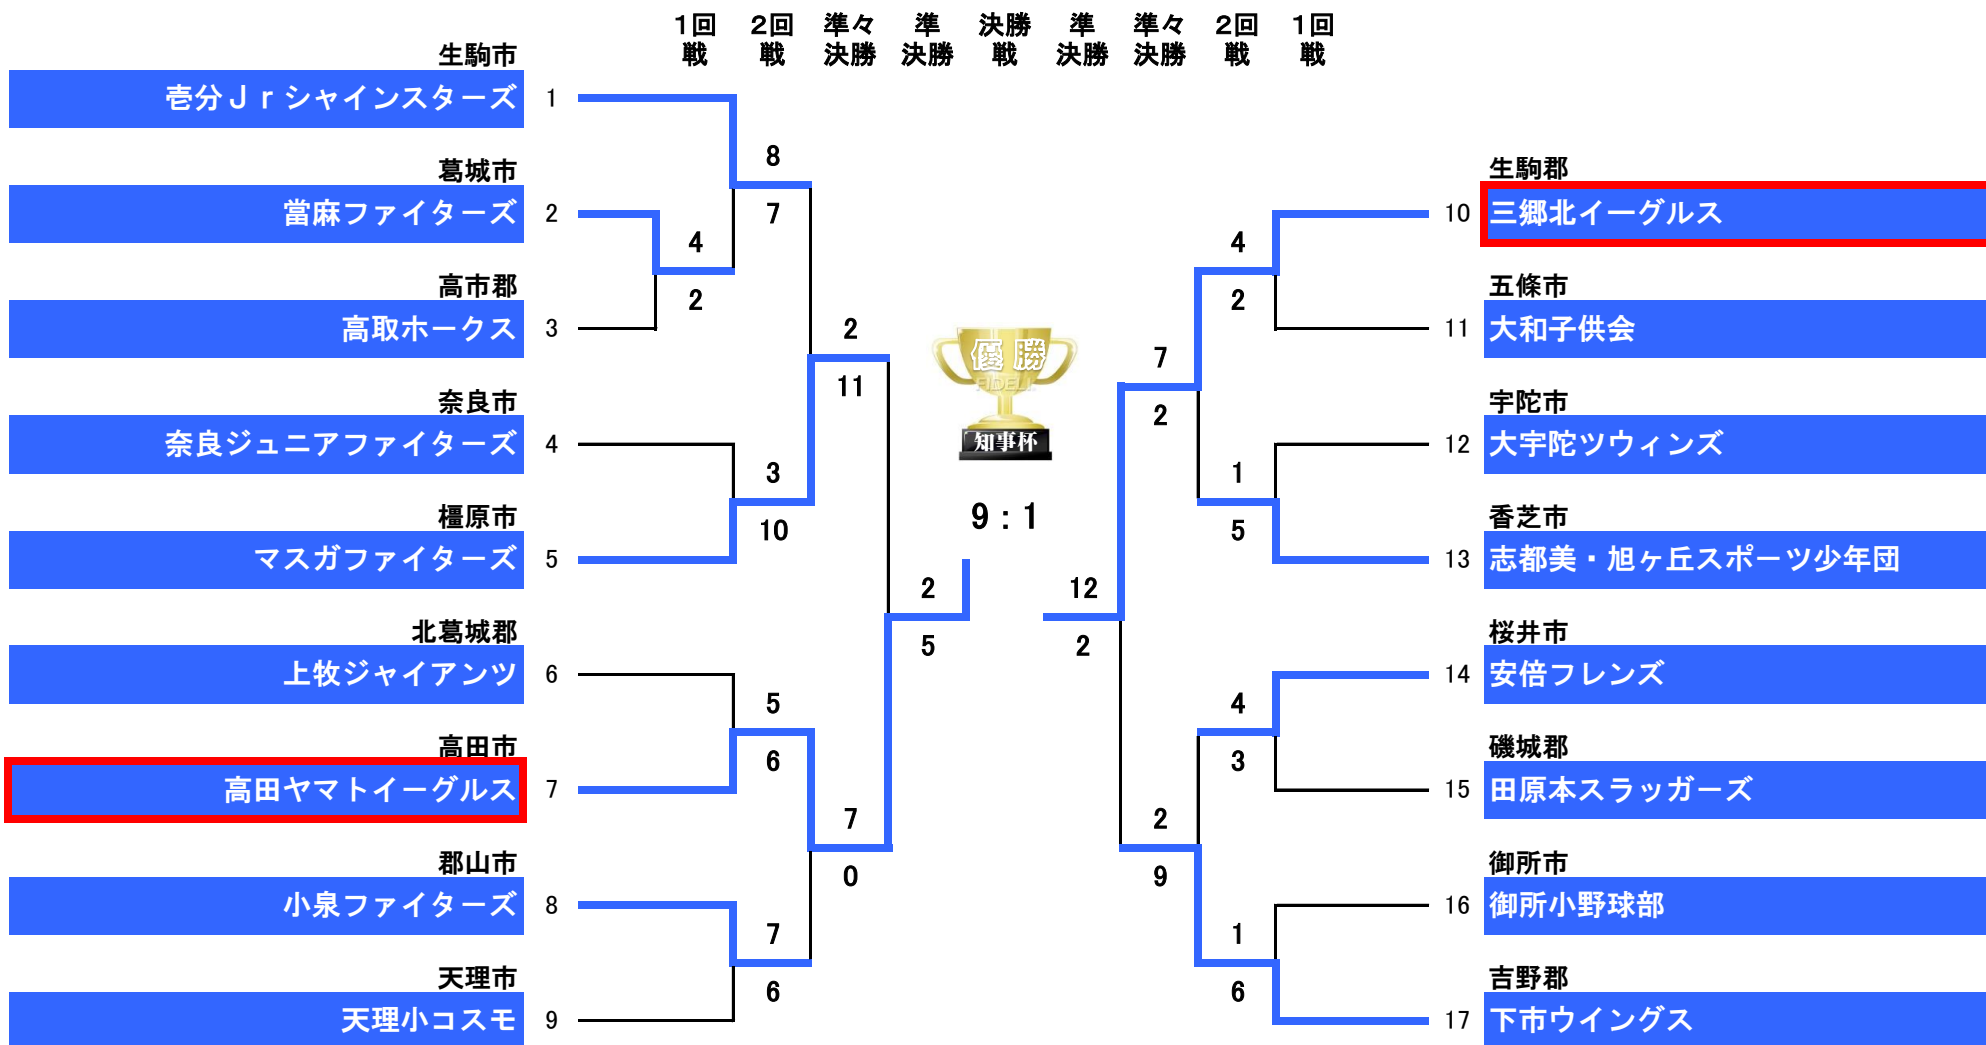 1回戦
2回戦
準々決勝
準決勝
決勝戦
準決勝
準々決勝
2回戦
1回戦
生駒市
壱分Ｊｒシャインスターズ 1
葛城市
當麻ファイターズ 2
高市郡
高取ホークス 3
奈良市
奈良ジュニアファイターズ 4
橿原市
マスガファイターズ 5
北葛城郡
上牧ジャイアンツ 6
高田市
高田ヤマトイーグルス 7
郡山市
小泉ファイターズ 8
天理市
天理小コスモ 9
4
2
8
7
3
10
5
6
7
6
2
11
7
0
2
5
優勝
FIDELI
知事杯
9：1
12
2
7
2
2
9
4
2
1
5
4
3
1
6
生駒郡
10 三郷北イーグルス
五條市
11 大和子供会
宇陀市
12 大宇陀ツウィンズ
香芝市
13 志都美・旭ヶ丘スポーツ少年団
桜井市
14 安倍フレンズ
磯城郡
15 田原本スラッガーズ
御所市
16 御所小野球部
吉野郡
17 下市ウイングス